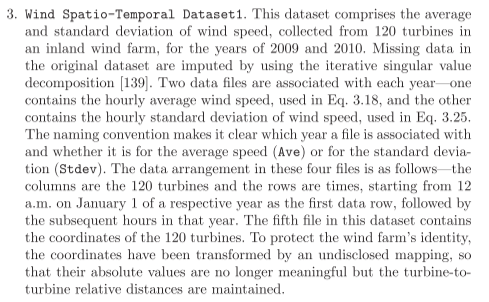 3. Wind Spatio-Temporal Dataset1. This dataset comprises the average
and standard deviation of wind speed, collected from 120 turbines in
an inland wind farm, for the years of 2009 and 2010. Missing data in
the original dataset are imputed by using the iterative singular value
decomposition [139]. Two data files are associated with each year—one
contains the hourly average wind speed, used in Eq. 3.18, and the other
contains the hourly standard deviation of wind speed, used in Eq. 3.25.
The naming convention makes it clear which year a file is associated with
and whether it is for the average speed (Ave) or for the standard devia-
tion (Stdev). The data arrangement in these four files is as follows—the
columns are the 120 turbines and the rows are times, starting from 12
a.m. on January 1 of a respective year as the first data row, followed by
the subsequent hours in that year. The fifth file in this dataset contains
the coordinates of the 120 turbines. To protect the wind farm's identity,
the coordinates have been transformed by an undisclosed mapping, so
that their absolute values are no longer meaningful but the turbine-to-
turbine relative distances are maintained.